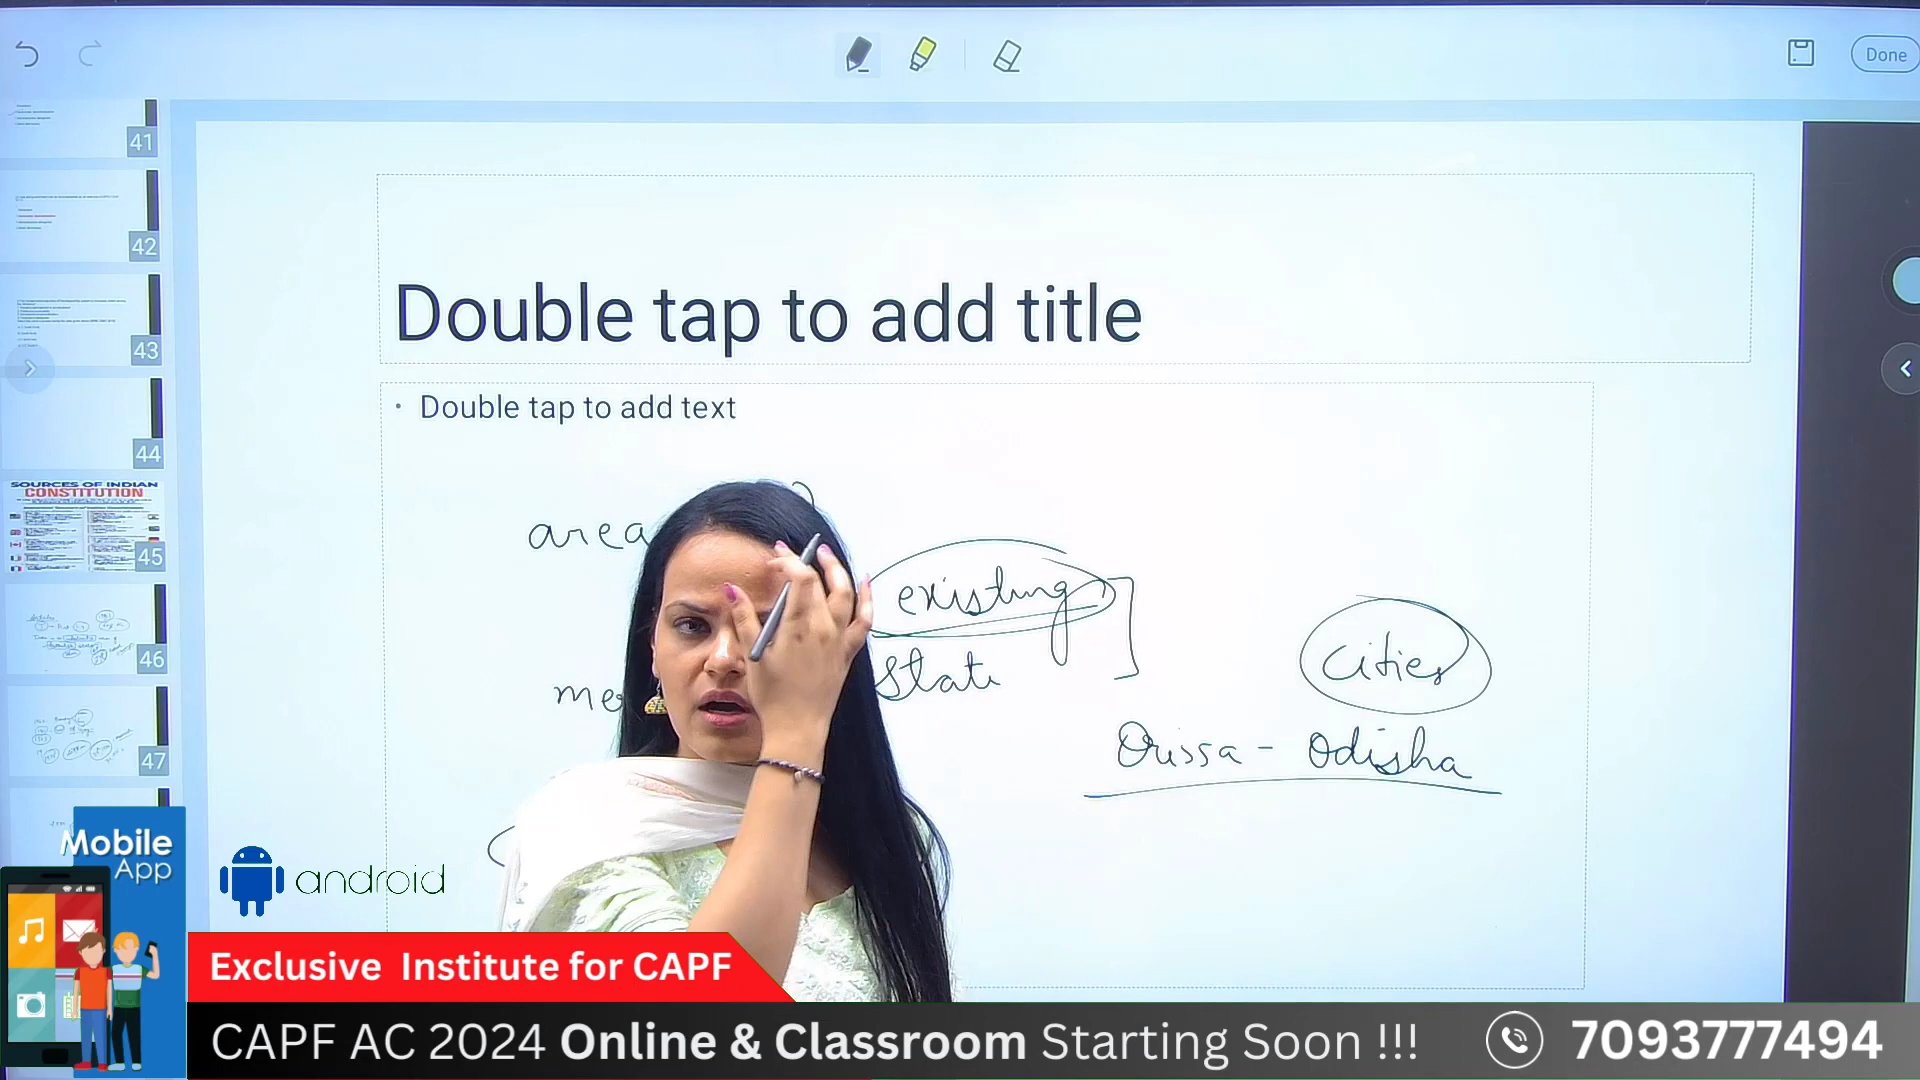 Done
41
42
43
44
SOURCES OF INDIAN
CONSTITUTION
45
46
47
Double tap to add title
• Double tap to add text
area
existing
State
cities
Orissa - Odisha
Mobile
App
android
Exclusive Institute for CAPF
CAPF AC 2024 Online & Classroom Starting Soon !!!
7093777494